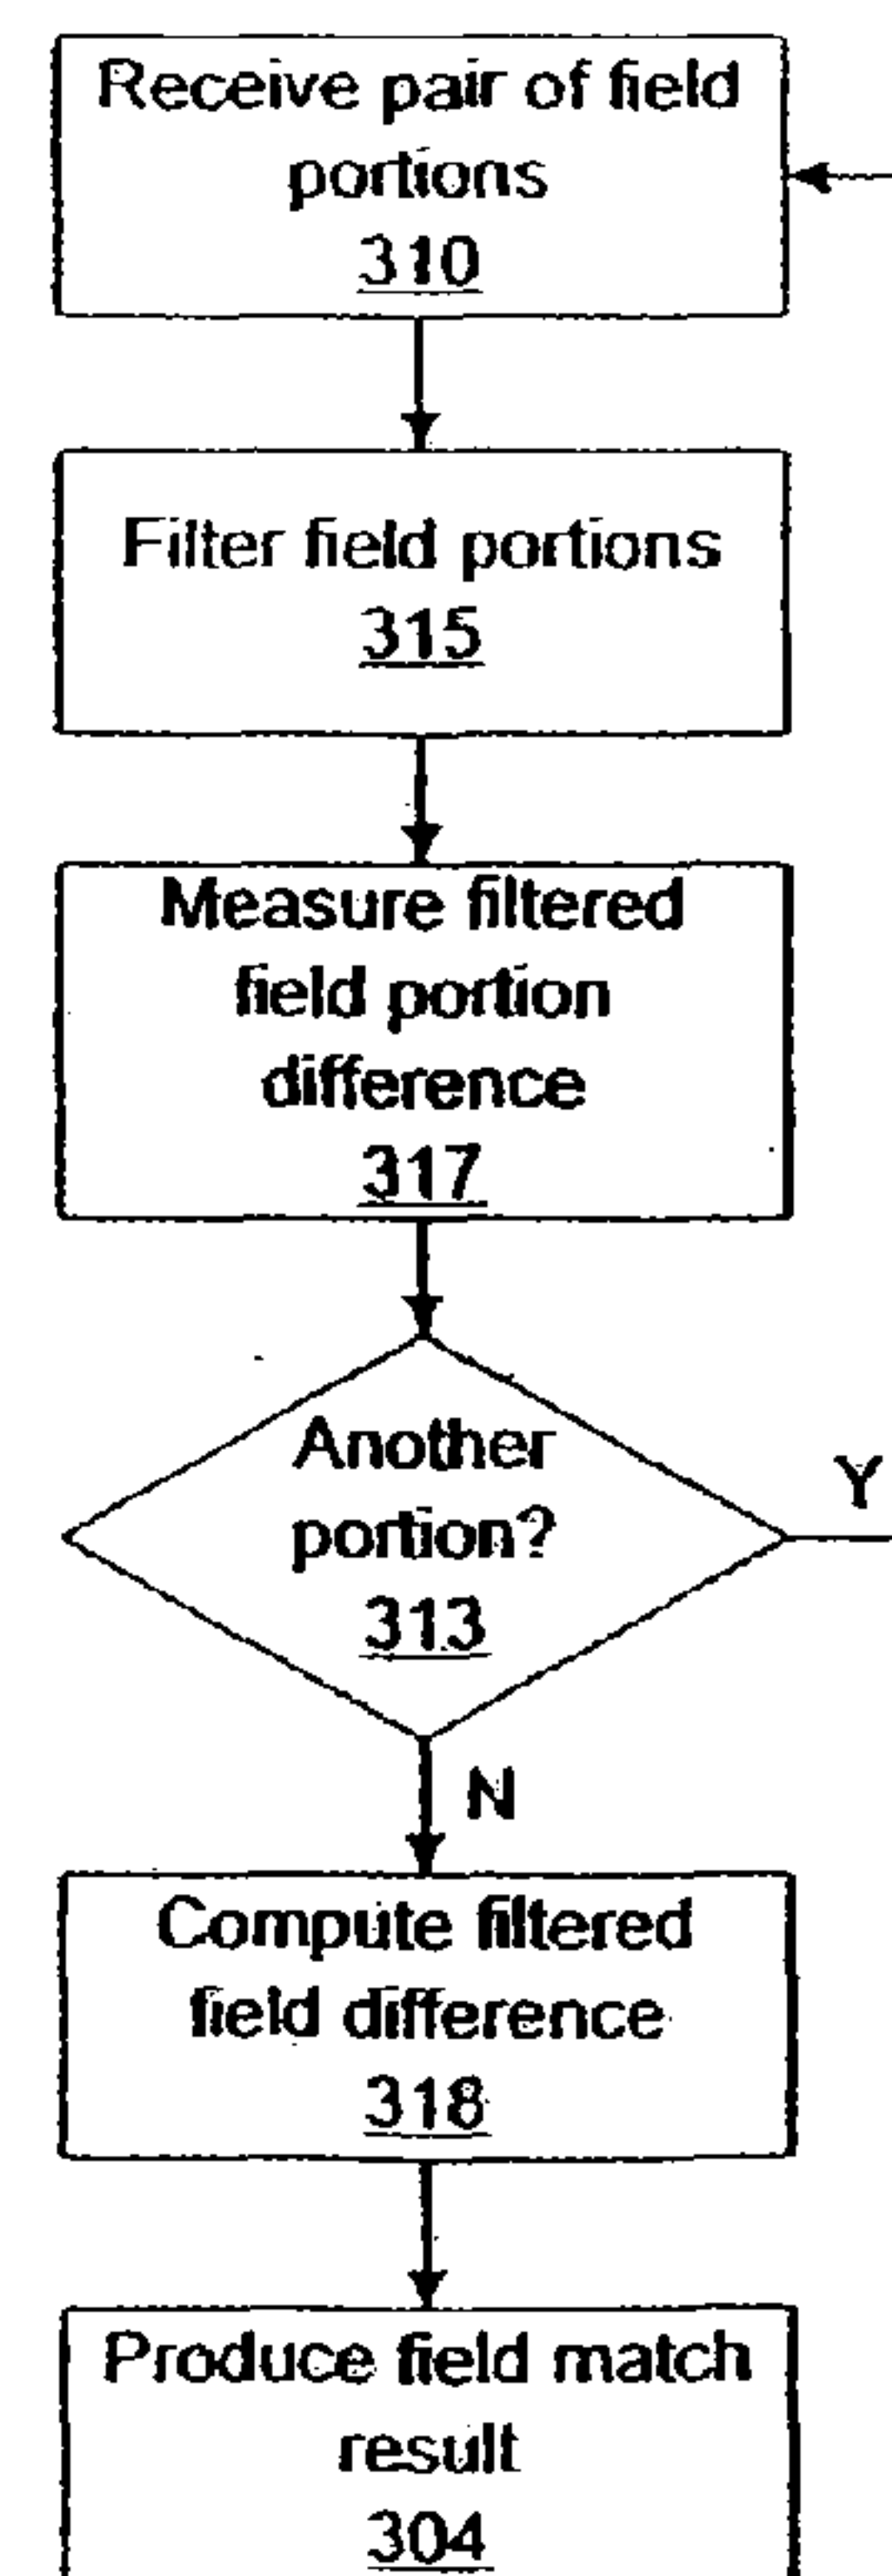 Receive pair of field
portions
310
Filter field portions
315
Measure filtered
field portion
difference
317
Another
portion?
313
Y
N
Compute filtered
field difference
318
Produce field match
result
304